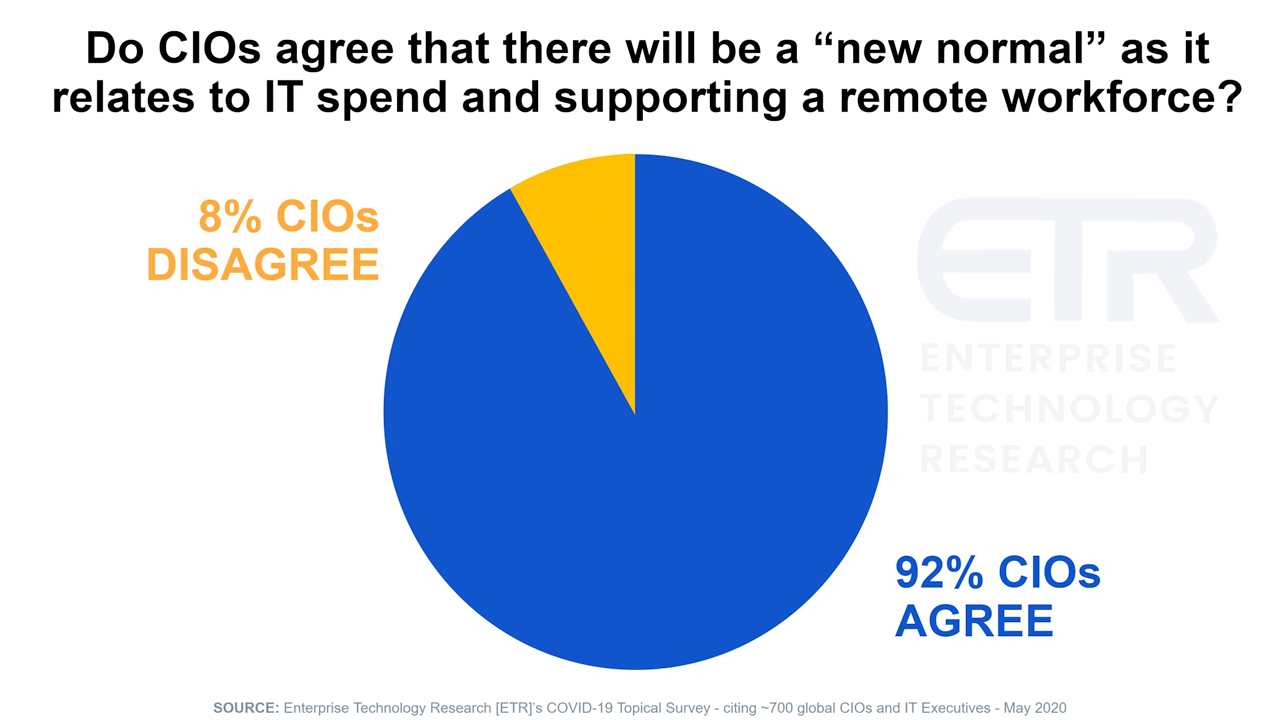 Do CIOs agree that there will be a “new normal” as it
relates to IT spend and supporting a remote workforce?
8% CIOs
DISAGREE
ETR
ENTERPRISE
TECHNOLOGY
RESEARCH
92% CIOs
AGREE
SOURCE: Enterprise Technology Research [ETR]’s COVID-19 Topical Survey - citing ~700 global CIOs and IT Executives - May 2020